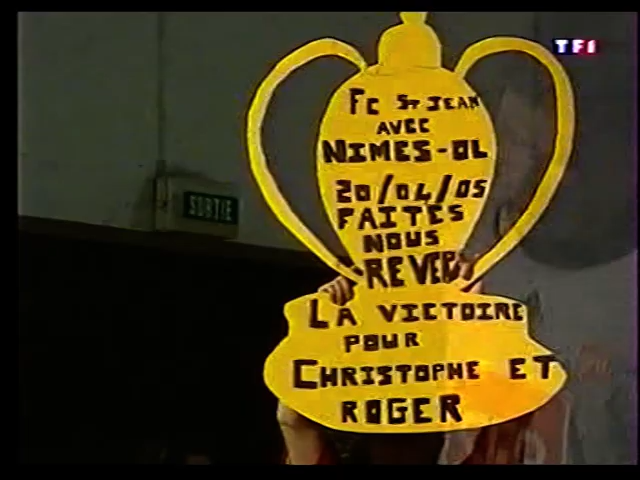 TF1
FC ST JEAN
AVEC
NIMES-OL
20/04/05
FAITES
NOUS
REVER
LA VICTOIRE
POUR
CHRISTOPHE ET
ROGER
SORTIE